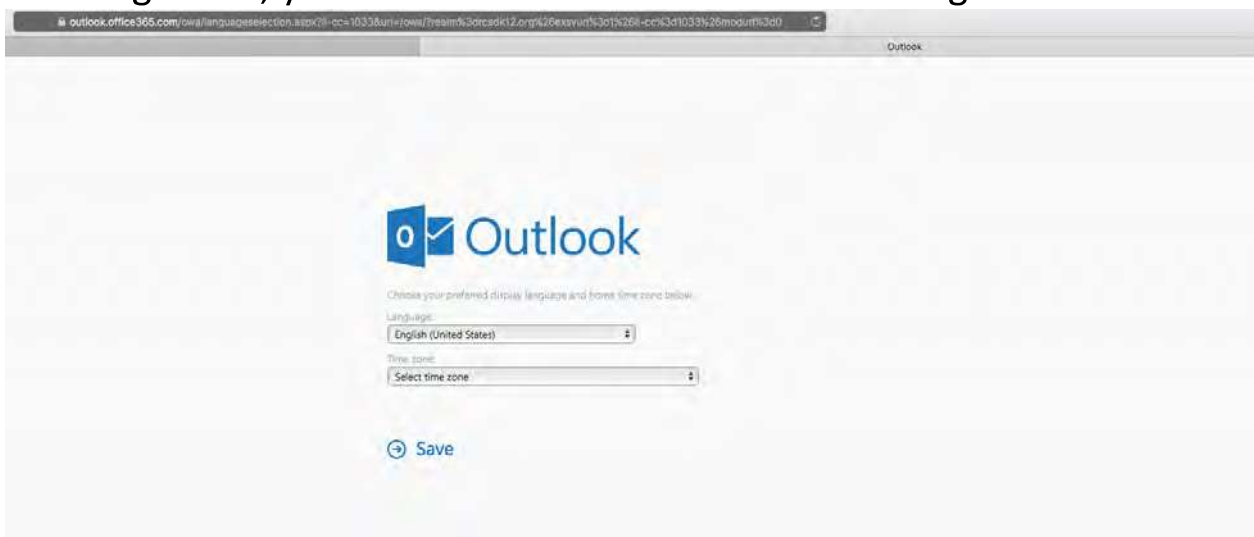 outlook.office365.com/owa/languageselection.aspx
Outlook
O Outlook
Choose your preferred display language and home time zone below.
Language:
English (United States)
Time zone:
Select time zone
Save